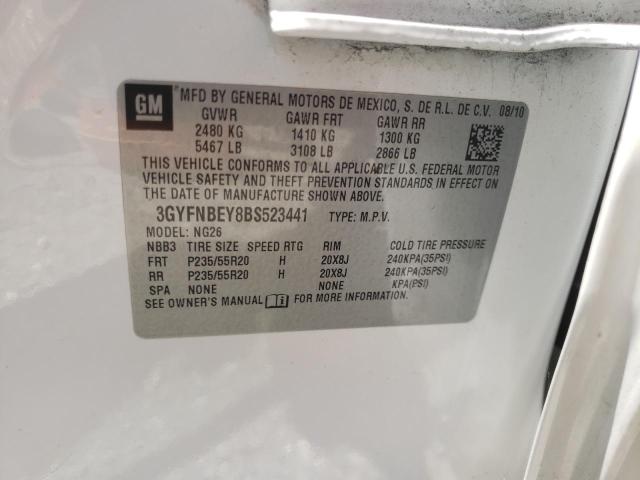 GM *MFD BY GENERAL MOTORS DE MEXICO, S. DE R.L. DE C.V. 08/10
GVWR GAWR FRT GAWR RR
2480 KG 1410 KG 1300 KG
5467 LB 3108 LB 2866 LB
THIS VEHICLE CONFORMS TO ALL APPLICABLE U.S. FEDERAL MOTOR
VEHICLE SAFETY AND THEFT PREVENTION STANDARDS IN EFFECT ON
THE DATE OF MANUFACTURE SHOWN ABOVE.
3GYFNBEY8BS523441 TYPE: M.P.V.
MODEL: NG26
NBB3 TIRE SIZE SPEED RTG RIM COLD TIRE PRESSURE
FRT P235/55R20 H 20X8J 240KPA(35PSI)
RR P235/55R20 H 20X8J 240KPA(35PSI)
SPA NONE NONE KPA(PSI)
SEE OWNER'S MANUAL FOR MORE INFORMATION.